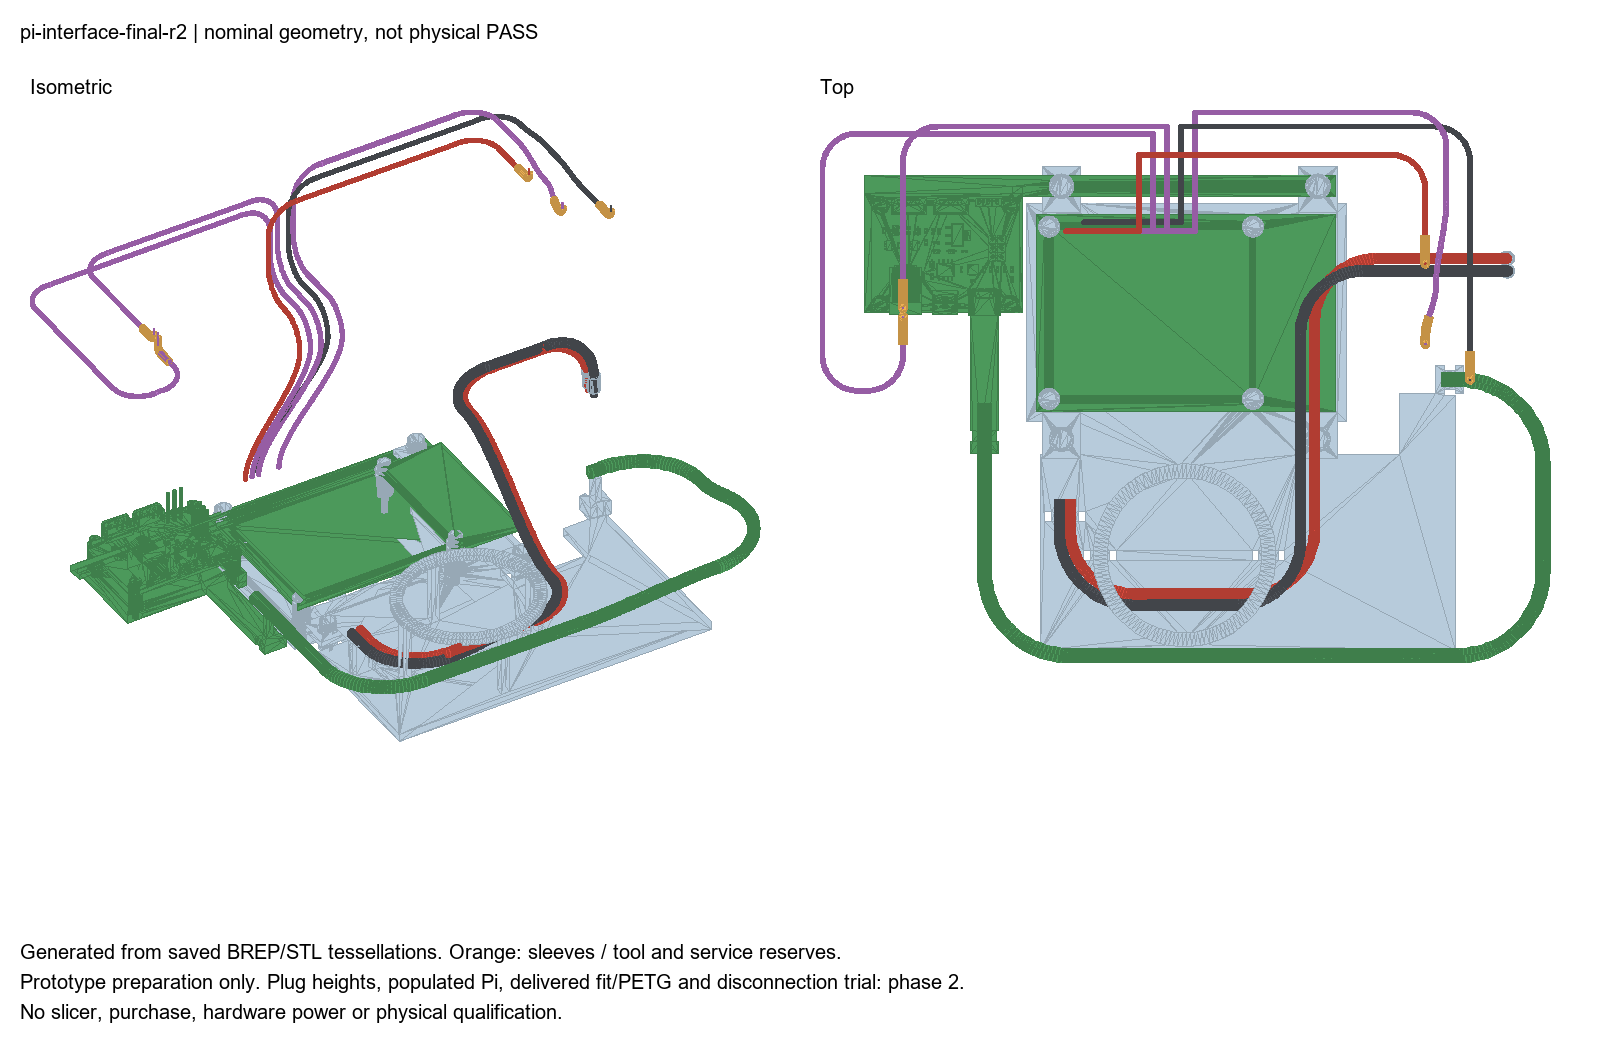 pi-interface-final-r2 | nominal geometry, not physical PASS
Isometric
Top
Generated from saved BREP/STL tessellations. Orange: sleeves / tool and service reserves.
Prototype preparation only. Plug heights, populated Pi, delivered fit/PETG and disconnection trial: phase 2.
No slicer, purchase, hardware power or physical qualification.